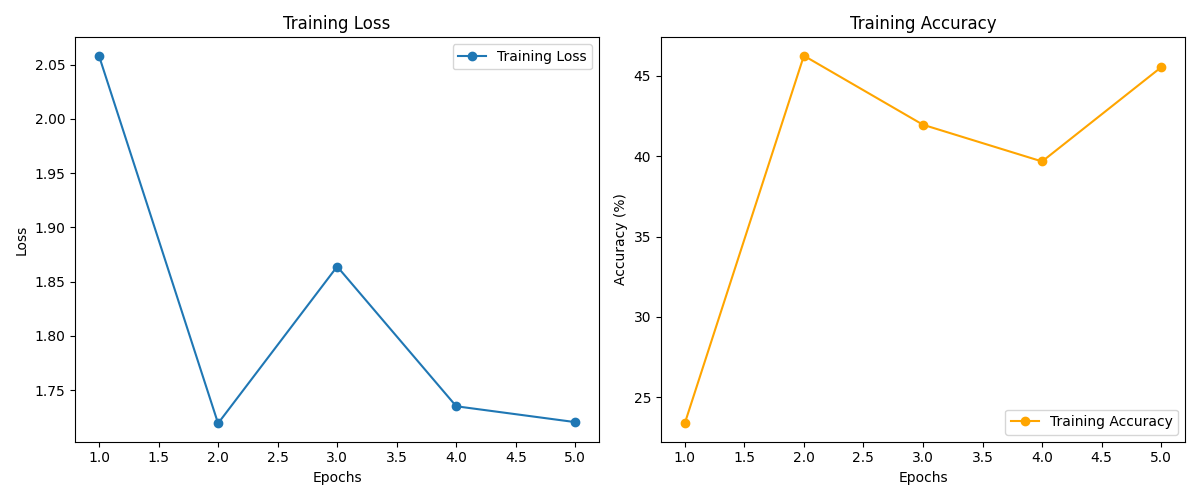 Training Loss
Training Loss
2.05
2.00
1.95
1.90
1.85
1.80
1.75
Loss
1.0 1.5 2.0 2.5 3.0 3.5 4.0 4.5 5.0
Epochs
Training Accuracy
45
40
35
30
25
Accuracy (%)
Training Accuracy
1.0 1.5 2.0 2.5 3.0 3.5 4.0 4.5 5.0
Epochs